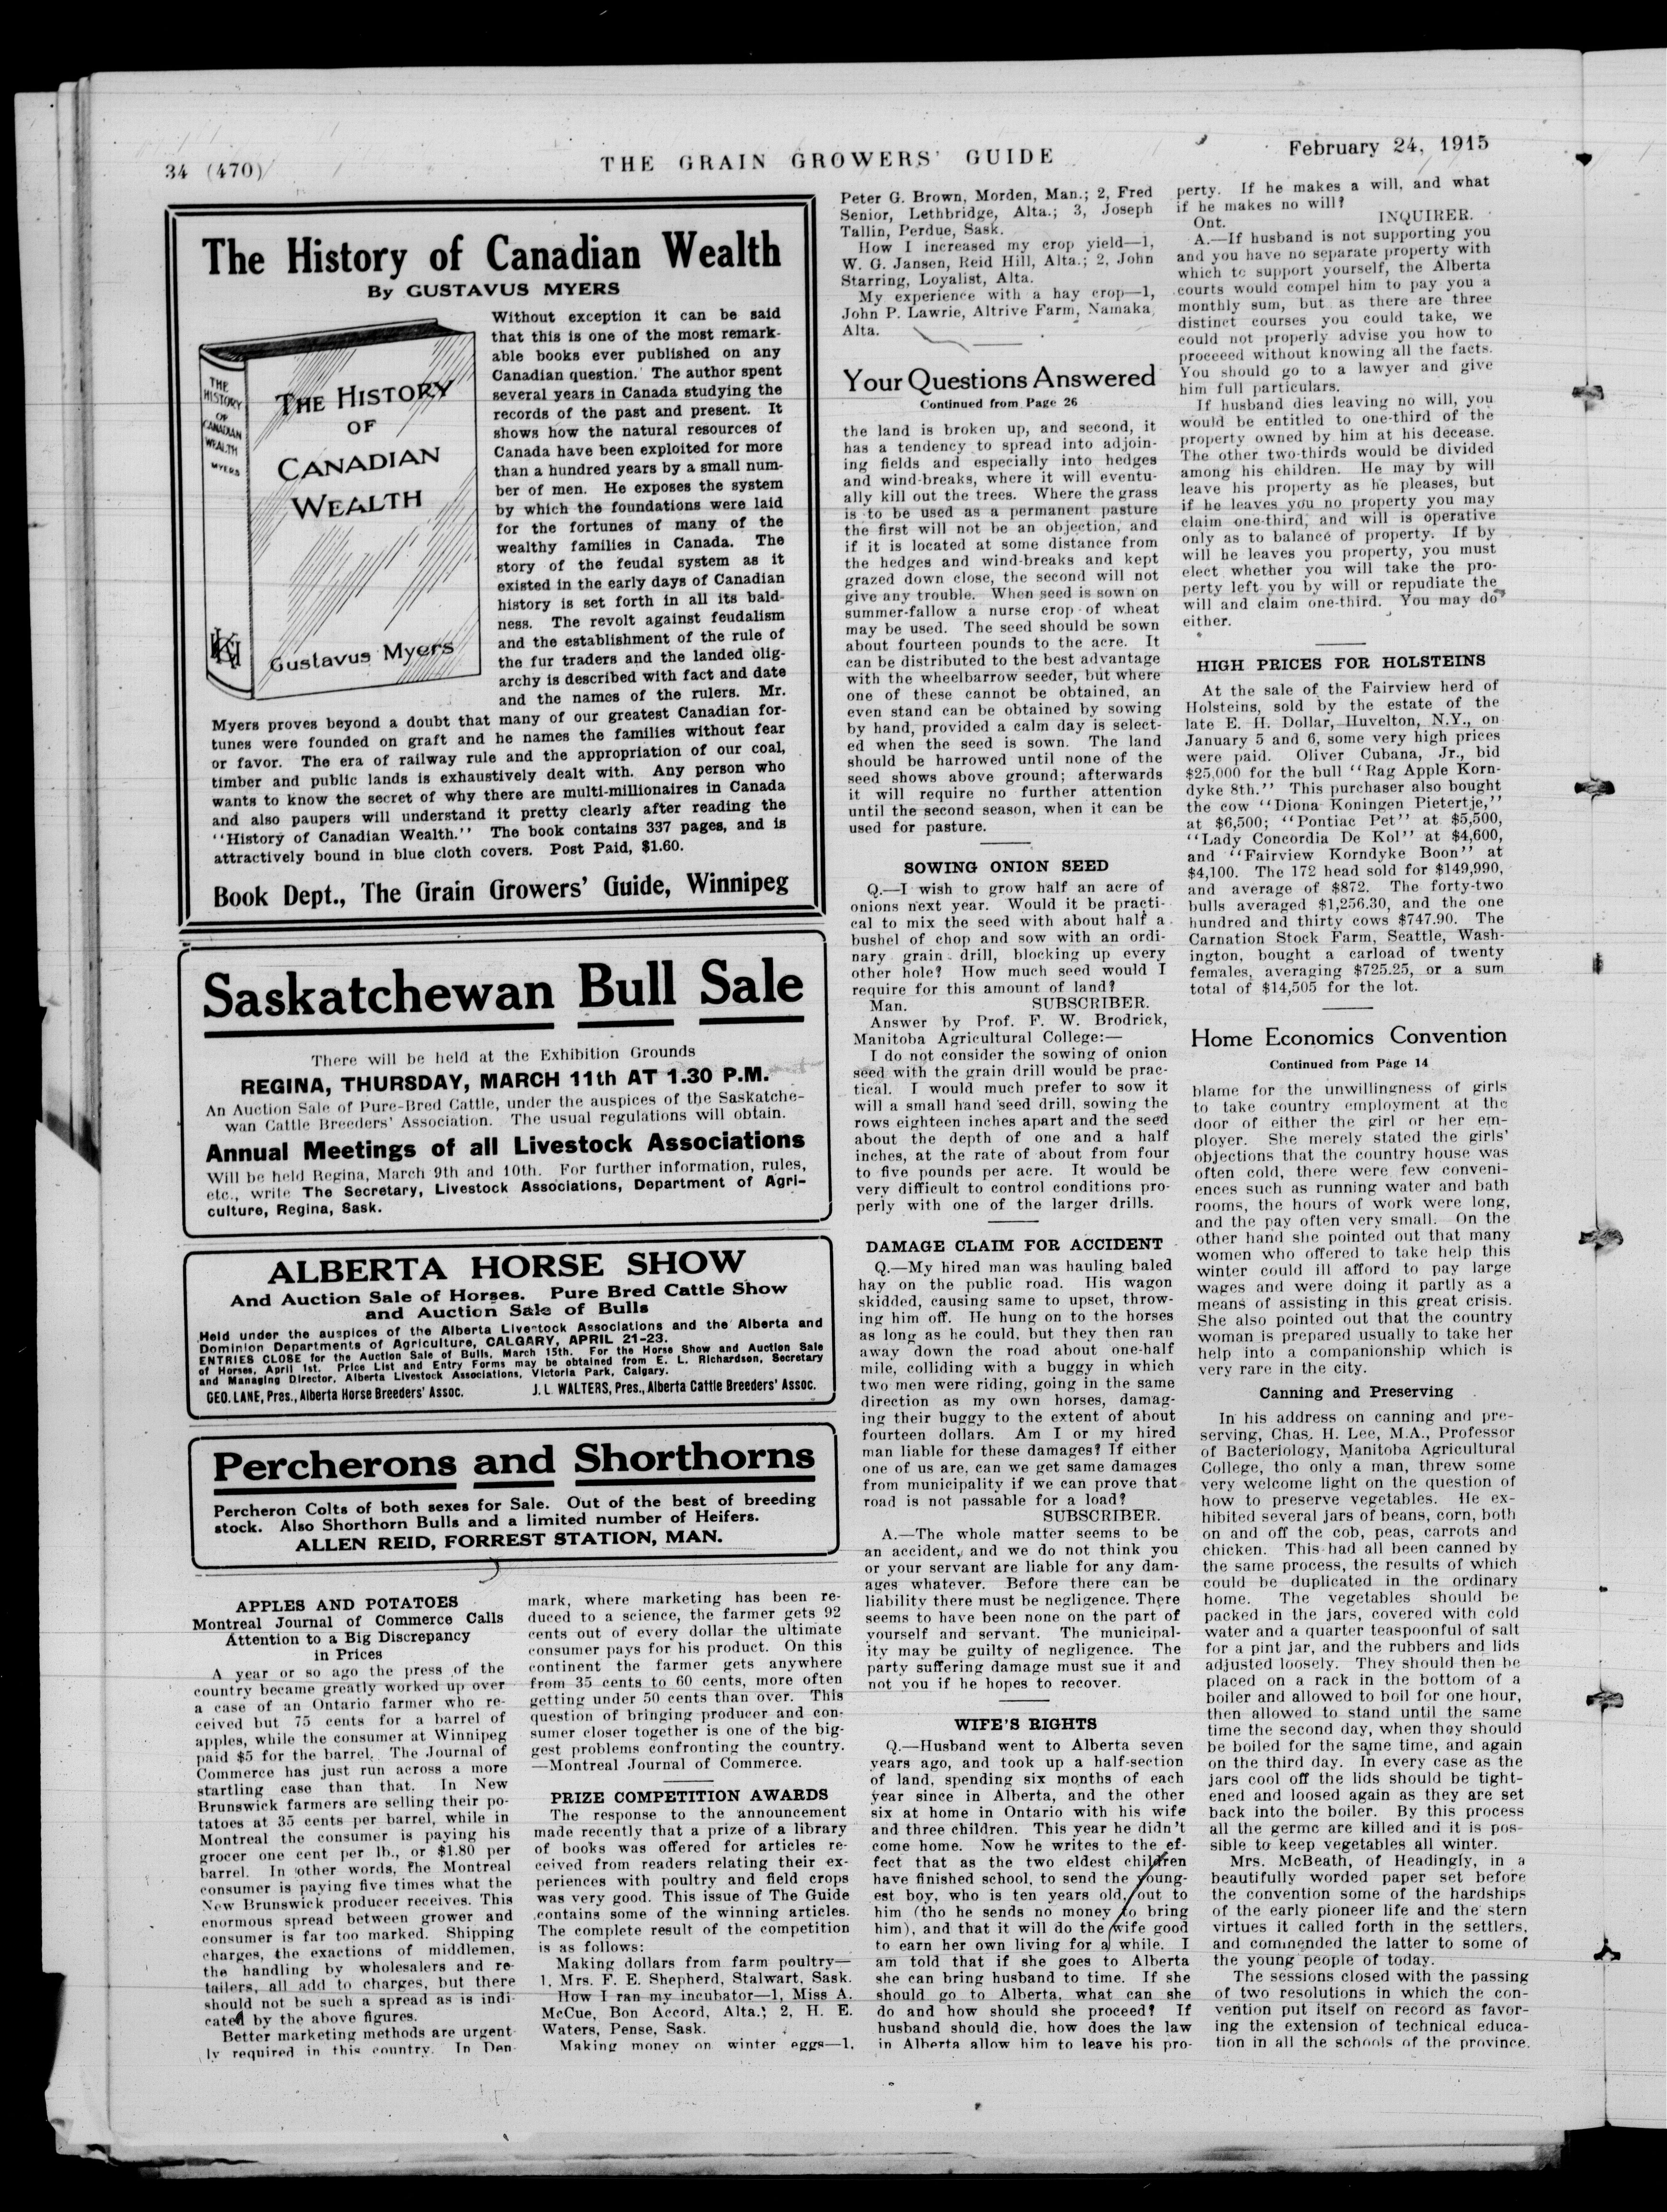 34 (470)
THE GRAIN GROWERS' GUIDE
February 24, 1915
The History of Canadian Wealth
By GUSTAVUS MYERS
THE
HISTORY
OF
CANADIAN
WEALTH
MYERS
THE HISTORY
OF
CANADIAN
WEALTH
Gustavus Myers
Without exception it can be said
that this is one of the most remark-
able books ever published on any
Canadian question. The author spent
several years in Canada studying the
records of the past and present. It
shows how the natural resources of
Canada have been exploited for more
than a hundred years by a small num-
ber of men. He exposes the system
by which the foundations were laid
for the fortunes of many of the
wealthy families in Canada. The
story of the feudal system as it
existed in the early days of Canadian
history is set forth in all its bald-
ness. The revolt against feudalism
and the establishment of the rule of
the fur traders and the landed olig-
archy is described with fact and date
and the names of the rulers. Mr.
Myers proves beyond a doubt that many of our greatest Canadian for-
tunes were founded on graft and he names the families without fear
or favor. The era of railway rule and the appropriation of our coal,
timber and public lands is exhaustively dealt with. Any person who
wants to know the secret of why there are multi-millionaires in Canada
and also paupers will understand it pretty clearly after reading the
"History of Canadian Wealth." The book contains 337 pages, and is
attractively bound in blue cloth covers. Post Paid, $1.60.
Book Dept., The Grain Growers' Guide, Winnipeg
Saskatchewan Bull Sale
There will be held at the Exhibition Grounds
REGINA, THURSDAY, MARCH 11th AT 1.30 P.M.
An Auction Sale of Pure-Bred Cattle, under the auspices of the Saskatche-
wan Cattle Breeders' Association. The usual regulations will obtain.
Annual Meetings of all Livestock Associations
Will be held Regina, March 9th and 10th. For further information, rules,
etc., write The Secretary, Livestock Associations, Department of Agri-
culture, Regina, Sask.
ALBERTA HORSE SHOW
And Auction Sale of Horses. Pure Bred Cattle Show
and Auction Sale of Bulls
Held under the auspices of the Alberta Livestock Associations and the Alberta and
Dominion Departments of Agriculture, CALGARY, APRIL 21-23.
ENTRIES CLOSE for the Auction Sale of Bulls, March 15th. For the Horse Show and Auction Sale
of Horses, April 1st. Price List and Entry Forms may be obtained from E. L. Richardson, Secretary
and Managing Director, Alberta Livestock Associations, Victoria Park, Calgary.
GEO. LANE, Pres., Alberta Horse Breeders' Assoc. J. L. WALTERS, Pres., Alberta Cattle Breeders' Assoc.
Percherons and Shorthorns
Percheron Colts of both sexes for Sale. Out of the best of breeding
stock. Also Shorthorn Bulls and a limited number of Heifers.
ALLEN REID, FORREST STATION, MAN.
APPLES AND POTATOES
Montreal Journal of Commerce Calls
Attention to a Big Discrepancy
in Prices
A year or so ago the press of the
country became greatly worked up over
a case of an Ontario farmer who re-
ceived but 75 cents for a barrel of
apples, while the consumer at Winnipeg
paid $5 for the barrel. The Journal of
Commerce has just run across a more
startling case than that. In New
Brunswick farmers are selling their po-
tatoes at 35 cents per barrel, while in
Montreal the consumer is paying his
grocer one cent per lb., or $1.80 per
barrel. In other words, the Montreal
consumer is paying five times what the
New Brunswick producer receives. This
enormous spread between grower and
consumer is far too marked. Shipping
charges, the exactions of middlemen,
the handling by wholesalers and re-
tailers, all add to charges, but there
should not be such a spread as is indi-
cated by the above figures.
Better marketing methods are urgent-
ly required in this country. In Den-
mark, where marketing has been re-
duced to a science, the farmer gets 92
cents out of every dollar the ultimate
consumer pays for his product. On this
continent the farmer gets anywhere
from 35 cents to 60 cents, more often
getting under 50 cents than over. This
question of bringing producer and con-
sumer closer together is one of the big-
gest problems confronting the country.
—Montreal Journal of Commerce.
PRIZE COMPETITION AWARDS
The response to the announcement
made recently that a prize of a library
of books was offered for articles re-
ceived from readers relating their ex-
periences with poultry and field crops
was very good. This issue of The Guide
contains some of the winning articles.
The complete result of the competition
is as follows:
Making dollars from farm poultry—
1, Mrs. F. E. Shepherd, Stalwart, Sask.
How I ran my incubator—1, Miss A.
McCue, Bon Accord, Alta.; 2, H. E.
Waters, Pense, Sask.
Making money on winter eggs—1,
Peter G. Brown, Morden, Man.; 2, Fred
Senior, Lethbridge, Alta.; 3, Joseph
Tallin, Perdue, Sask.
How I increased my crop yield—1,
W. G. Jansen, Reid Hill, Alta.; 2, John
Starring, Loyalist, Alta.
My experience with a hay crop—1,
John P. Lawrie, Altrive Farm, Namaka,
Alta.
Your Questions Answered
Continued from Page 26
the land is broken up, and second, it
has a tendency to spread into adjoin-
ing fields and especially into hedges
and wind-breaks, where it will eventu-
ally kill out the trees. Where the grass
is to be used as a permanent pasture
the first will not be an objection, and
if it is located at some distance from
the hedges and wind-breaks and kept
grazed down close, the second will not
give any trouble. When seed is sown on
summer-fallow a nurse crop of wheat
may be used. The seed should be sown
about fourteen pounds to the acre. It
can be distributed to the best advantage
with the wheelbarrow seeder, but where
one of these cannot be obtained, an
even stand can be obtained by sowing
by hand, provided a calm day is select-
ed when the seed is sown. The land
should be harrowed until none of the
seed shows above ground; afterwards
it will require no further attention
until the second season, when it can be
used for pasture.
SOWING ONION SEED
Q.—I wish to grow half an acre of
onions next year. Would it be practi-
cal to mix the seed with about half a
bushel of chop and sow with an ordi-
nary grain drill, blocking up every
other hole? How much seed would I
require for this amount of land?
Man. SUBSCRIBER.
Answer by Prof. F. W. Brodrick,
Manitoba Agricultural College:—
I do not consider the sowing of onion
seed with the grain drill would be prac-
tical. I would much prefer to sow it
will a small hand seed drill, sowing the
rows eighteen inches apart and the seed
about the depth of one and a half
inches, at the rate of about from four
to five pounds per acre. It would be
very difficult to control conditions pro-
perly with one of the larger drills.
DAMAGE CLAIM FOR ACCIDENT
Q.—My hired man was hauling baled
hay on the public road. His wagon
skidded, causing same to upset, throw-
ing him off. He hung on to the horses
as long as he could, but they then ran
away down the road about one-half
mile, colliding with a buggy in which
two men were riding, going in the same
direction as my own horses, damag-
ing their buggy to the extent of about
fourteen dollars. Am I or my hired
man liable for these damages? If either
one of us are, can we get same damages
from municipality if we can prove that
road is not passable for a load?
SUBSCRIBER.
A.—The whole matter seems to be
an accident, and we do not think you
or your servant are liable for any dam-
ages whatever. Before there can be
liability there must be negligence. There
seems to have been none on the part of
yourself and servant. The municipal-
ity may be guilty of negligence. The
party suffering damage must sue it and
not you if he hopes to recover.
WIFE'S RIGHTS
Q.—Husband went to Alberta seven
years ago, and took up a half-section
of land, spending six months of each
year since in Alberta, and the other
six at home in Ontario with his wife
and three children. This year he didn't
come home. Now he writes to the ef-
fect that as the two eldest children
have finished school, to send the young-
est boy, who is ten years old, out to
him (tho he sends no money to bring
him), and that it will do the wife good
to earn her own living for a while. I
am told that if she goes to Alberta
she can bring husband to time. If she
should go to Alberta, what can she
do and how should she proceed? If
husband should die, how does the law
in Alberta allow him to leave his pro-
perty. If he makes a will, and what
if he makes no will?
Ont. INQUIRER.
A.—If husband is not supporting you
and you have no separate property with
which to support yourself, the Alberta
courts would compel him to pay you a
monthly sum, but as there are three
distinct courses you could take, we
could not properly advise you how to
proceeed without knowing all the facts.
You should go to a lawyer and give
him full particulars.
If husband dies leaving no will, you
would be entitled to one-third of the
property owned by him at his decease.
The other two-thirds would be divided
among his children. He may by will
leave his property as he pleases, but
if he leaves you no property you may
claim one-third, and will is operative
only as to balance of property. If by
will he leaves you property, you must
elect whether you will take the pro-
perty left you by will or repudiate the
will and claim one-third. You may do
either.
HIGH PRICES FOR HOLSTEINS
At the sale of the Fairview herd of
Holsteins, sold by the estate of the
late E. H. Dollar, Huvelton, N.Y., on
January 5 and 6, some very high prices
were paid. Oliver Cubana, Jr., bid
$25,000 for the bull "Rag Apple Korn-
dyke 8th." This purchaser also bought
the cow "Diona Koningen Pietertje,"
at $6,500; "Pontiac Pet" at $5,500,
"Lady Concordia De Kol" at $4,600,
and "Fairview Korndyke Boon" at
$4,100. The 172 head sold for $149,990,
and average of $872. The forty-two
bulls averaged $1,256.30, and the one
hundred and thirty cows $747.90. The
Carnation Stock Farm, Seattle, Wash-
ington, bought a carload of twenty
females, averaging $725.25, or a sum
total of $14,505 for the lot.
Home Economics Convention
Continued from Page 14
blame for the unwillingness of girls
to take country employment at the
door of either the girl or her em-
ployer. She merely stated the girls'
objections that the country house was
often cold, there were few conveni-
ences such as running water and bath
rooms, the hours of work were long,
and the pay often very small. On the
other hand she pointed out that many
women who offered to take help this
winter could ill afford to pay large
wages and were doing it partly as a
means of assisting in this great crisis.
She also pointed out that the country
woman is prepared usually to take her
help into a companionship which is
very rare in the city.
Canning and Preserving
In his address on canning and pre-
serving, Chas. H. Lee, M.A., Professor
of Bacteriology, Manitoba Agricultural
College, tho only a man, threw some
very welcome light on the question of
how to preserve vegetables. He ex-
hibited several jars of beans, corn, both
on and off the cob, peas, carrots and
chicken. This had all been canned by
the same process, the results of which
could be duplicated in the ordinary
home. The vegetables should be
packed in the jars, covered with cold
water and a quarter teaspoonful of salt
for a pint jar, and the rubbers and lids
adjusted loosely. They should then be
placed on a rack in the bottom of a
boiler and allowed to boil for one hour,
then allowed to stand until the same
time the second day, when they should
be boiled for the same time, and again
on the third day. In every case as the
jars cool off the lids should be tight-
ened and loosed again as they are set
back into the boiler. By this process
all the germc are killed and it is pos-
sible to keep vegetables all winter.
Mrs. McBeath, of Headingly, in a
beautifully worded paper set before
the convention some of the hardships
of the early pioneer life and the stern
virtues it called forth in the settlers,
and commended the latter to some of
the young people of today.
The sessions closed with the passing
of two resolutions in which the con-
vention put itself on record as favor-
ing the extension of technical educa-
tion in all the schools of the province.